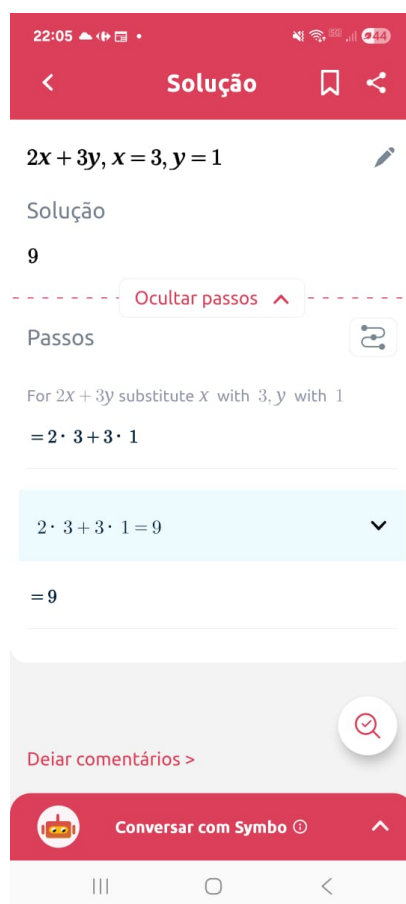 22:05
244
Solução
2x + 3y, x = 3, y = 1
Solução
9
Ocultar passos
Passos
For 2x + 3y substitute x with 3, y with 1
= 2 · 3 + 3 · 1
2 · 3 + 3 · 1 = 9
= 9
Deiar comentários >
Conversar com Symbo